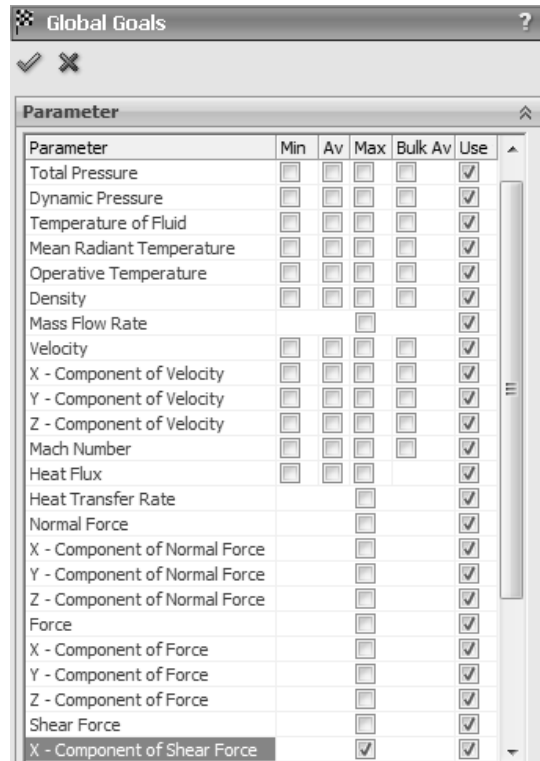 Global Goals ?
Parameter
Parameter Min Av Max Bulk Av Use
Total Pressure
Dynamic Pressure
Temperature of Fluid
Mean Radiant Temperature
Operative Temperature
Density
Mass Flow Rate
Velocity
X - Component of Velocity
Y - Component of Velocity
Z - Component of Velocity
Mach Number
Heat Flux
Heat Transfer Rate
Normal Force
X - Component of Normal Force
Y - Component of Normal Force
Z - Component of Normal Force
Force
X - Component of Force
Y - Component of Force
Z - Component of Force
Shear Force
X - Component of Shear Force